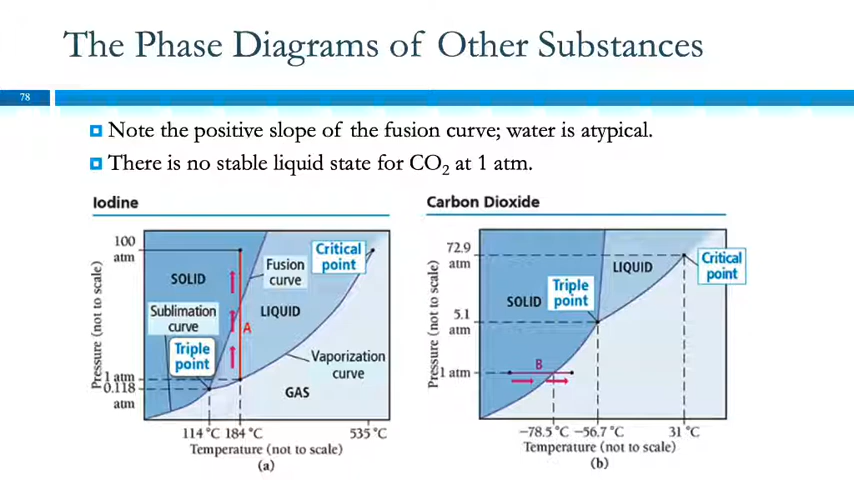 The Phase Diagrams of Other Substances
78
Note the positive slope of the fusion curve; water is atypical.
There is no stable liquid state for CO2 at 1 atm.
Iodine
100
atm
SOLID
Fusion
curve
Critical
point
Sublimation
curve
LIQUID
A
Triple
point
Vaporization
curve
GAS
1 atm
0.118
atm
Pressure (not to scale)
114 °C 184 °C 535 °C
Temperature (not to scale)
(a)
Carbon Dioxide
72.9
atm
LIQUID
Critical
point
Triple
point
SOLID
5.1
atm
B
1 atm
Pressure (not to scale)
−78.5 °C −56.7 °C 31 °C
Temperature (not to scale)
(b)